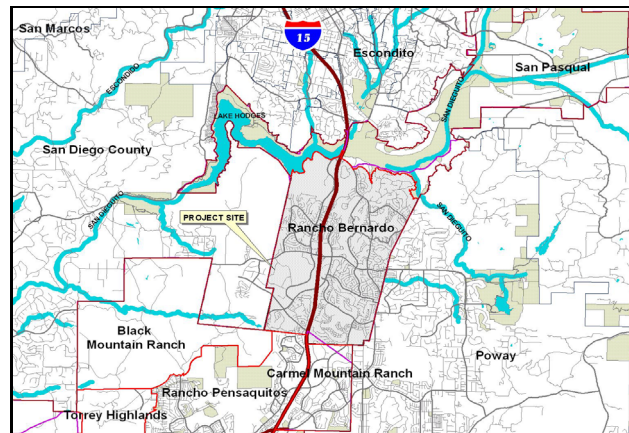 San Marcos
15
Escondito
San Pasqual
ESCONDIDO
SAN DIEGUITO
LAKE HODGES
San Diego County
SAN DIEGUITO
PROJECT SITE
SAN DIEGUITO
Rancho Bernardo
Black
Mountain Ranch
Poway
Carmel Mountain Ranch
Rancho Pensaquitos
Torrey Highlands